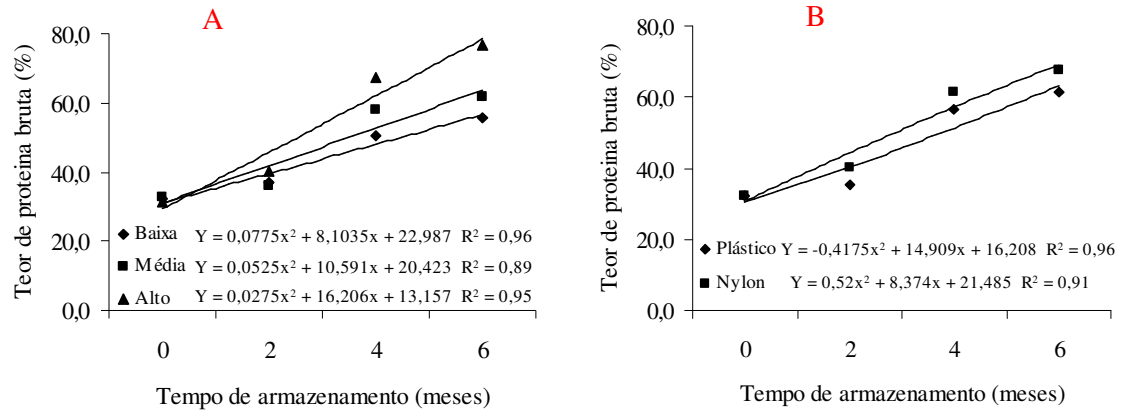 A
Teor de proteina bruta (%)
80,0
60,0
40,0
20,0
0,0
Baixa Y = 0,0775x² + 8,1035x + 22,987 R² = 0,96
Média Y = 0,0525x² + 10,591x + 20,423 R² = 0,89
Alto Y = 0,0275x² + 16,206x + 13,157 R² = 0,95
0 2 4 6
Tempo de armazenamento (meses)
B
Teor de proteina bruta (%)
80,0
60,0
40,0
20,0
0,0
Plástico Y = -0,4175x² + 14,909x + 16,208 R² = 0,96
Nylon Y = 0,52x² + 8,374x + 21,485 R² = 0,91
0 2 4 6
Tempo de armazenamento (meses)